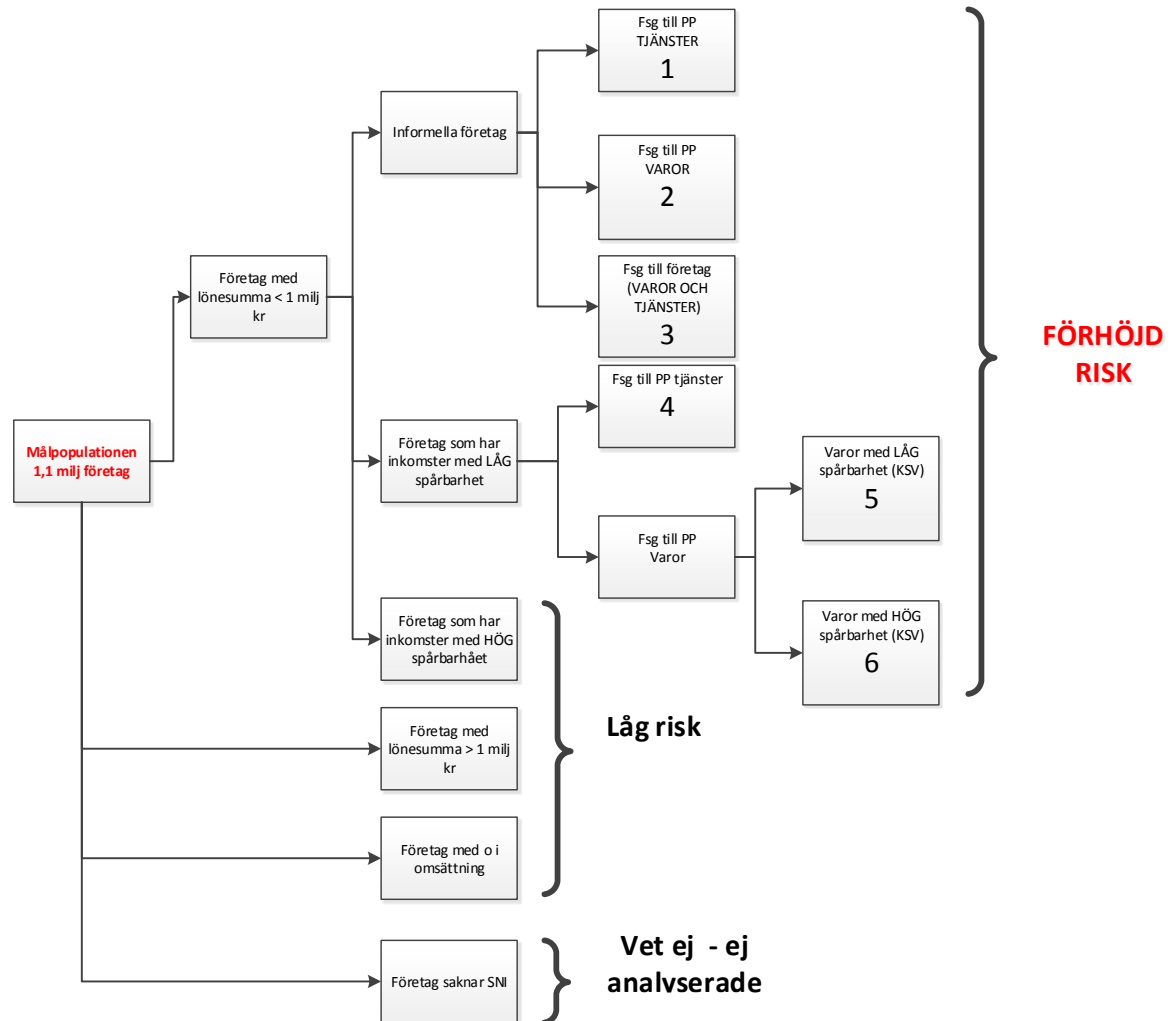 Fsg till PP
TJÄNSTER
1
Informella företag
Fsg till PP
VAROR
2
Företag med
lönesumma < 1 milj
kr
Fsg till företag
(VAROR OCH
TJÄNSTER)
3
FÖRHÖJD
RISK
Fsg till PP tjänster
4
Målpopulationen
1,1 milj företag
Företag som har
inkomster med LÅG
spårbarhet
Varor med LÅG
spårbarhet (KSV)
5
Fsg till PP
Varor
Företag som har
inkomster med HÖG
spårbarhået
Varor med HÖG
spårbarhet (KSV)
6
Företag med
lönesumma > 1 milj
kr
Låg risk
Företag med o i
omsättning
Företag saknar SNI
Vet ej - ej
analvserade